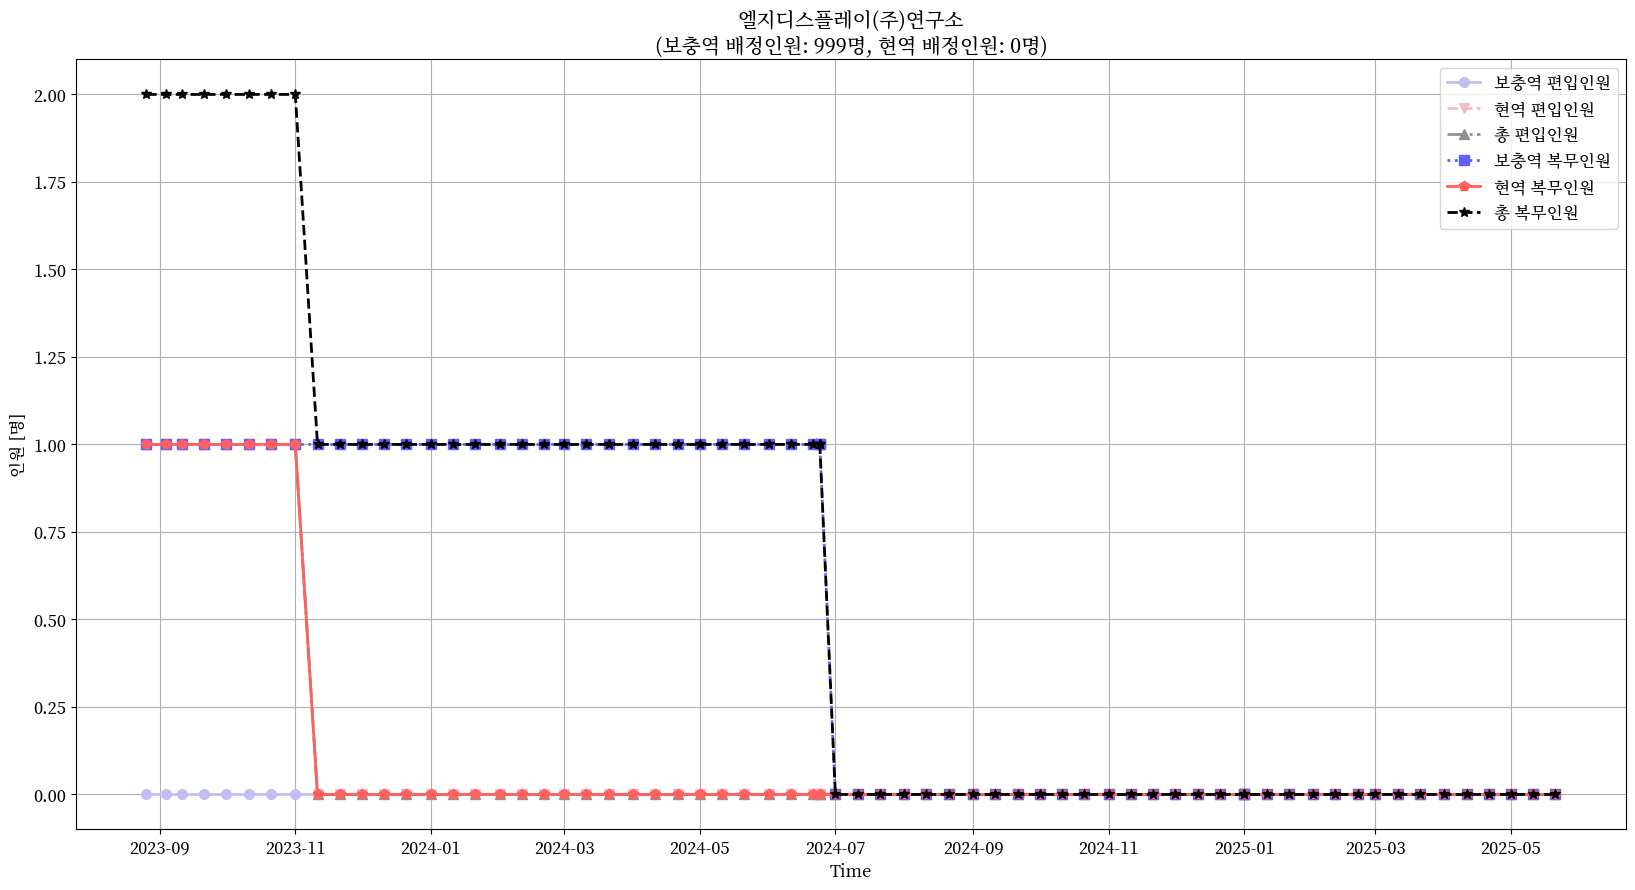 엘지디스플레이(주)연구소
(보충역 배정인원: 999명, 현역 배정인원: 0명)
보충역 편입인원
현역 편입인원
총 편입인원
보충역 복무인원
현역 복무인원
총 복무인원
인원 [명]
2.00
1.75
1.50
1.25
1.00
0.75
0.50
0.25
0.00
2023-09
2023-11
2024-01
2024-03
2024-05
2024-07
2024-09
2024-11
2025-01
2025-03
2025-05
Time